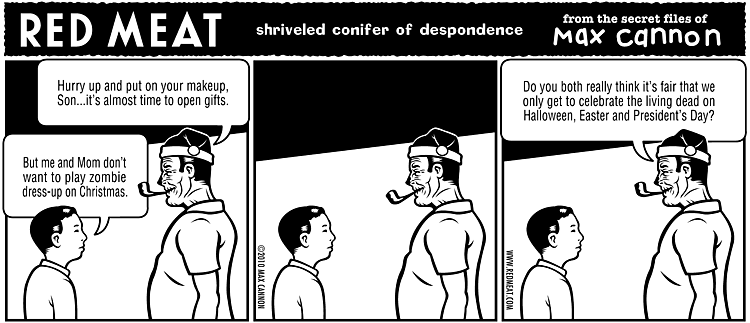 RED MEAT
shriveled conifer of despondence
from the secret files of
Max cannon
Hurry up and put on your makeup,
Son...it's almost time to open gifts.
But me and Mom don't
want to play zombie
dress-up on Christmas.
©2010 MAX CANNON
Do you both really think it's fair that we
only get to celebrate the living dead on
Halloween, Easter and President's Day?
WWW.REDMEAT.COM